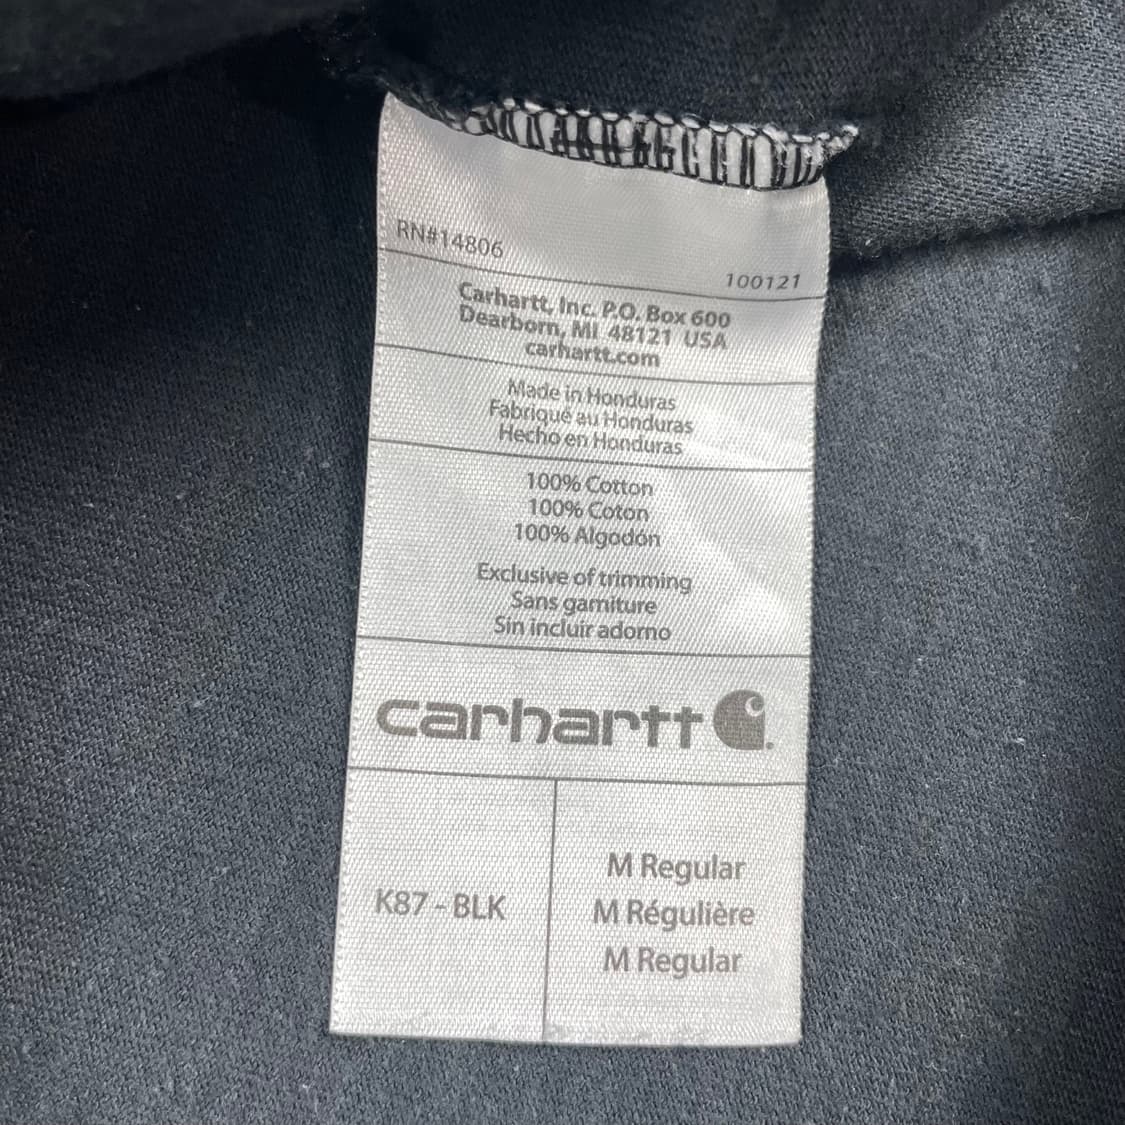 RN#14806
100121
Carhartt, Inc. P.O. Box 600
Dearborn, MI 48121 USA
carhartt.com
Made in Honduras
Fabriqué au Honduras
Hecho en Honduras
100% Cotton
100% Coton
100% Algodón
Exclusive of trimming
Sans garniture
Sin incluir adorno
carhartt
K87 - BLK
M Regular
M Régulière
M Regular